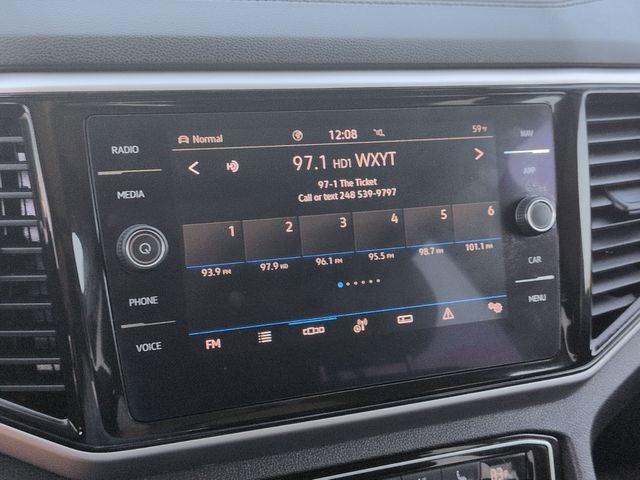 RADIO
MEDIA
PHONE
VOICE
Normal
12:08
59°F
97.1 HD1 WXYT
97-1 The Ticket
Call or text 248 539-9797
1 2 3 4 5 6
93.9 FM 97.9 HD 96.1 FM 95.5 FM 98.7 FM 101.1 FM
FM
NAV
APP
CAR
MENU